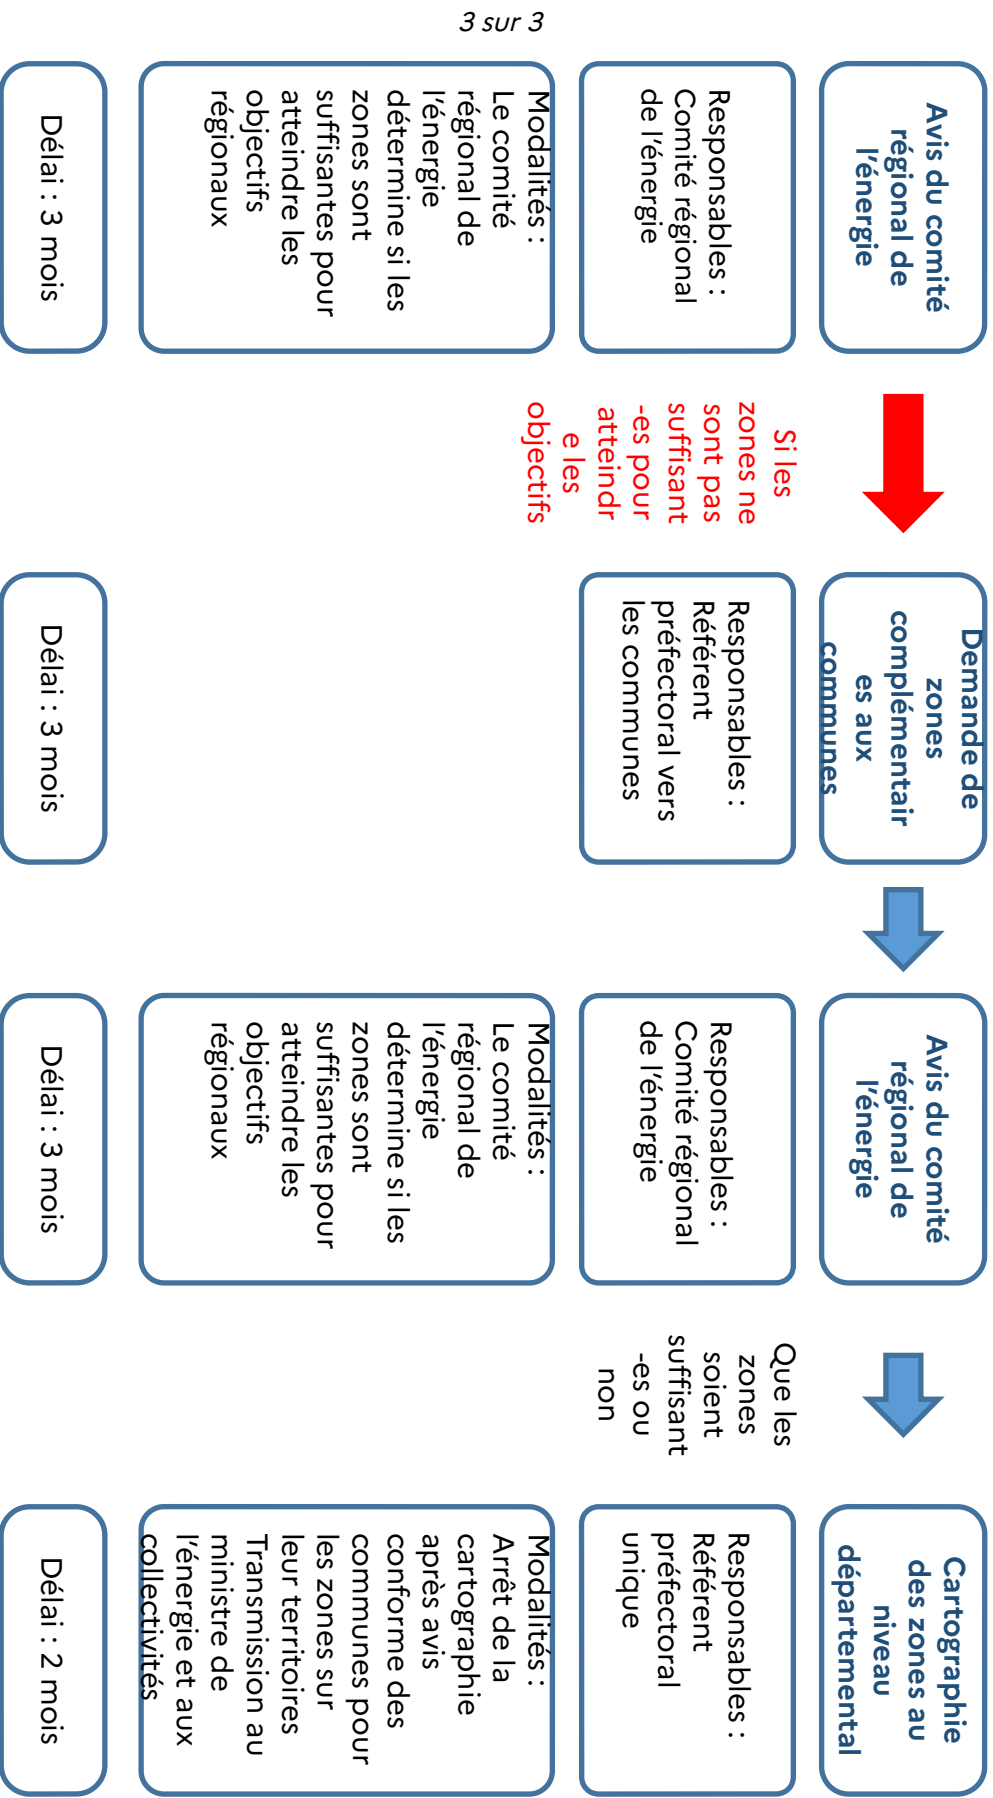 3 sur 3
Avis du comité
régional de
l'énergie
Responsables :
Comité régional
de l'énergie
Modalités :
Le comité
régional de
l'énergie
détermine si les
zones sont
suffisantes pour
atteindre les
objectifs
régionaux
Délai : 3 mois
Si les
zones ne
sont pas
suffisant
-es pour
atteindr
e les
objectifs
Demande de
zones
complémentair
es aux
communes
Responsables :
Référent
préfectoral vers
les communes
Délai : 3 mois
Avis du comité
régional de
l'énergie
Responsables :
Comité régional
de l'énergie
Modalités :
Le comité
régional de
l'énergie
détermine si les
zones sont
suffisantes pour
atteindre les
objectifs
régionaux
Délai : 3 mois
Que les
zones
soient
suffisant
-es ou
non
Cartographie
des zones au
niveau
départemental
Responsables :
Référent
préfectoral
unique
Modalités :
Arrêt de la
cartographie
après avis
conforme des
communes pour
les zones sur
leur territoires
Transmission au
ministre de
l'énergie et aux
collectivités
Délai : 2 mois